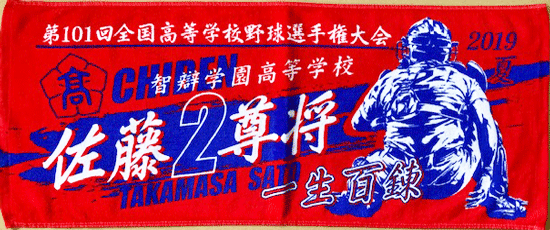 第101回全国高等学校野球選手権大会
2019
夏
髙
CHIBEN
智辯学園高等学校
佐藤2尊将
TAKAMASA SATO
一生百錬